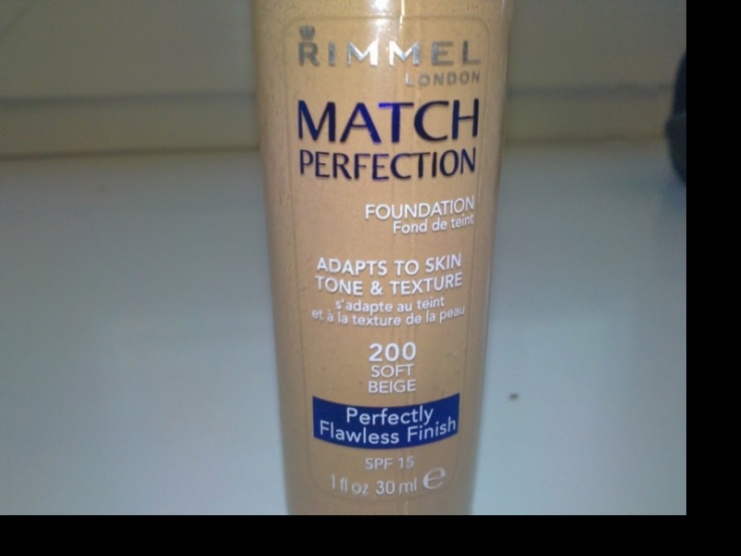 RIMMEL
LONDON
MATCH
PERFECTION
FOUNDATION
Fond de teint
ADAPTS TO SKIN
TONE & TEXTURE
s'adapte au teint
et à la texture de la peau
200
SOFT
BEIGE
Perfectly
Flawless Finish
SPF 15
1 fl oz 30 ml ℮